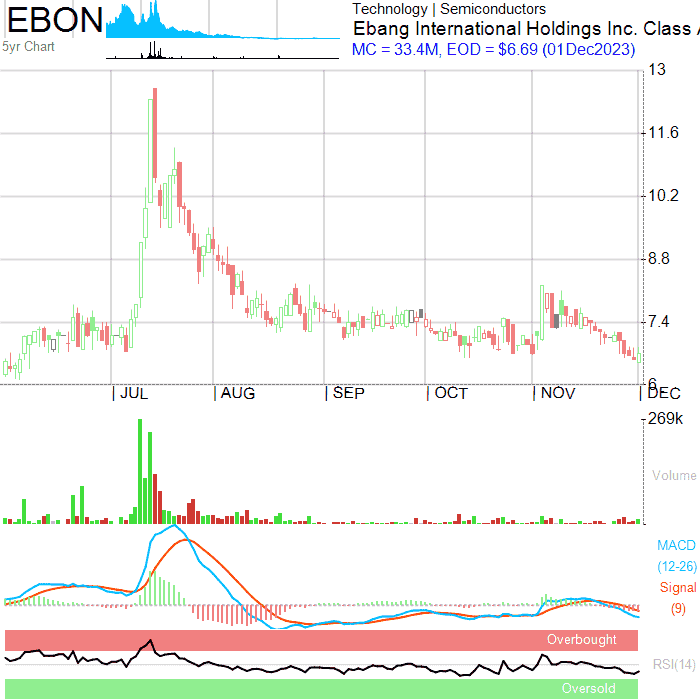 EBON
5yr Chart
Technology | Semiconductors
Ebang International Holdings Inc. Class
MC = 33.4M, EOD = $6.69 (01Dec2023)
13
11.6
10.2
8.8
7.4
6
| JUL | AUG | SEP | OCT | NOV | DEC
269k
Volume
MACD
(12-26)
Signal
(9)
Overbought
RSI(14)
Oversold